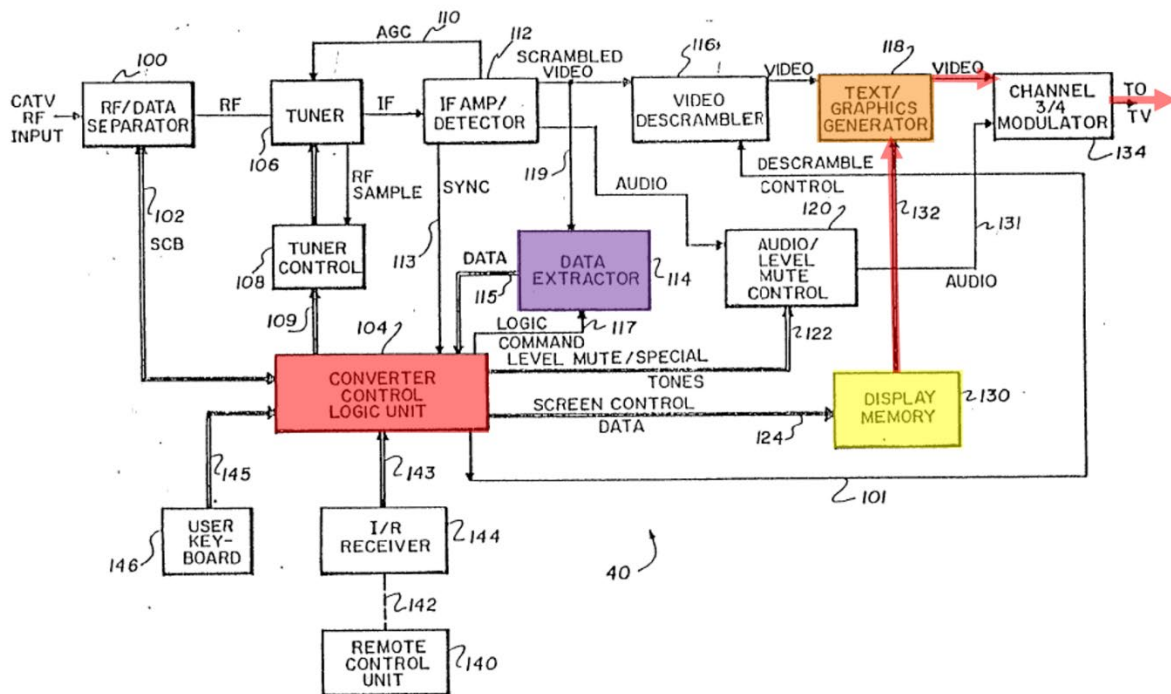 110
AGC
112
100
SCRAMBLED
VIDEO
116
VIDEO
118
VIDEO
CATV
RF
INPUT
RF/DATA
SEPARATOR
RF
TUNER
IF
IF AMP/
DETECTOR
VIDEO
DESCRAMBLER
TEXT/
GRAPHICS
GENERATOR
CHANNEL
3/4
MODULATOR
TO
TV
106
134
RF
SAMPLE
SYNC
119
AUDIO
DESCRAMBLE
CONTROL
102
SCB
132
120
131
108
TUNER
CONTROL
113
DATA
115
DATA
EXTRACTOR
114
AUDIO/
LEVEL
MUTE
CONTROL
AUDIO
109
104
LOGIC
COMMAND
117
122
LEVEL MUTE/SPECIAL
TONES
CONVERTER
CONTROL
LOGIC UNIT
SCREEN CONTROL
DATA
124
DISPLAY
MEMORY
130
145
143
101
146
USER
KEY-
BOARD
I/R
RECEIVER
144
40
142
REMOTE
CONTROL
UNIT
140